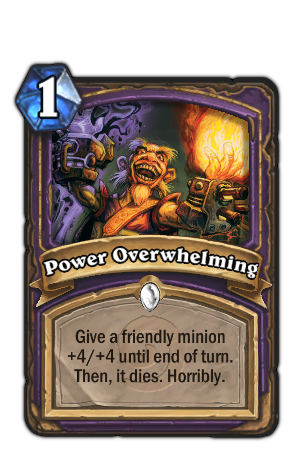 1
Power Overwhelming
Give a friendly minion
+4/+4 until end of turn.
Then, it dies. Horribly.